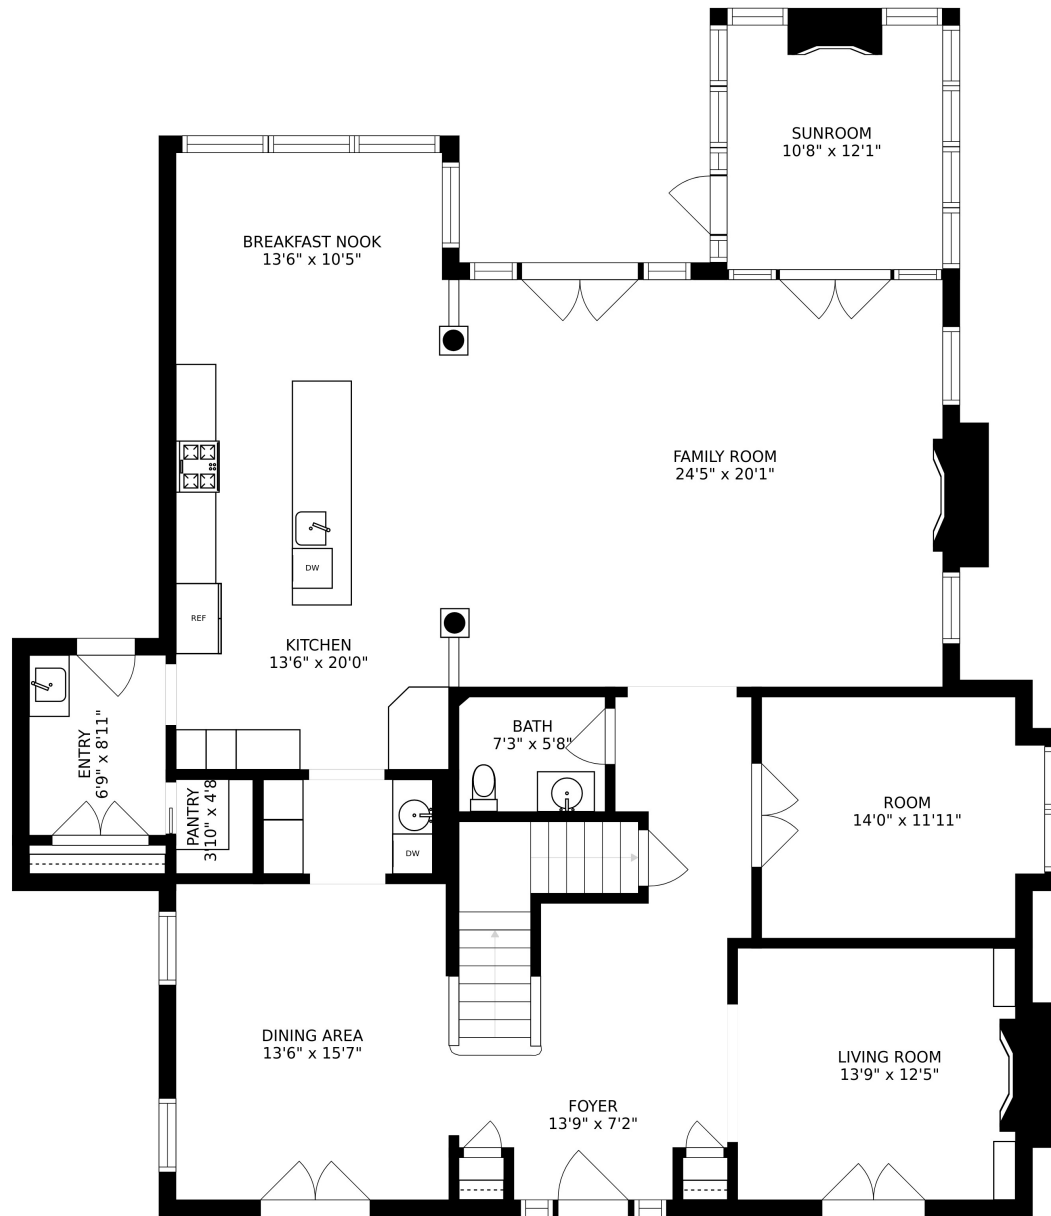 SUNROOM
10'8" x 12'1"
BREAKFAST NOOK
13'6" x 10'5"
FAMILY ROOM
24'5" x 20'1"
DW
REF
KITCHEN
13'6" x 20'0"
ENTRY
6'9" x 8'11"
BATH
7'3" x 5'8"
PANTRY
3'10" x 4'8
ROOM
14'0" x 11'11"
DW
DINING AREA
13'6" x 15'7"
LIVING ROOM
13'9" x 12'5"
FOYER
13'9" x 7'2"